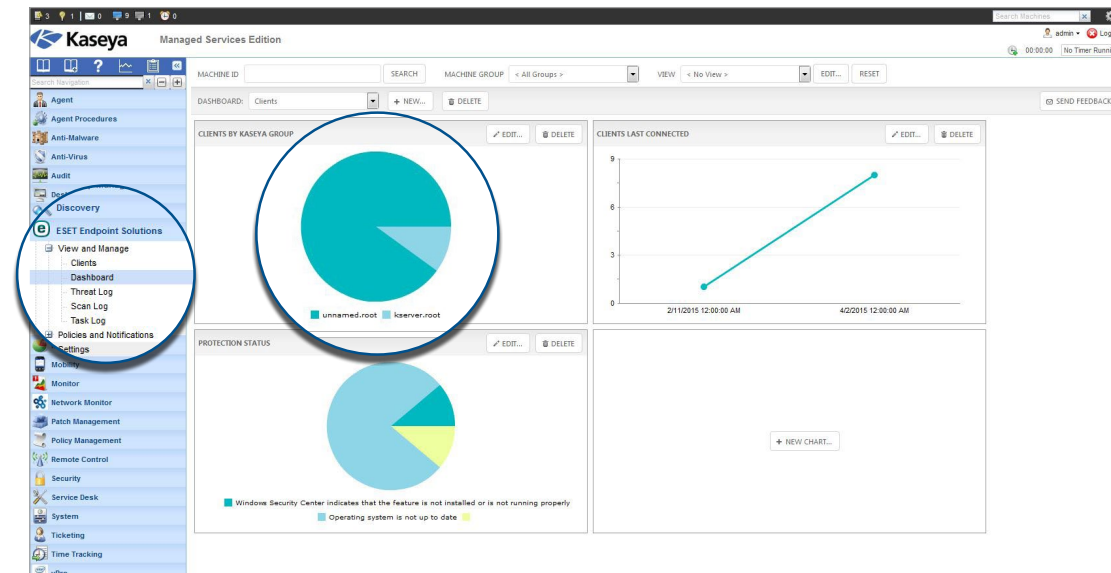 3 1 0 9 1 0
Search Machines
Kaseya Managed Services Edition
admin
00:00:00
Search Navigation
MACHINE ID SEARCH MACHINE GROUP < All Groups > VIEW < No View > EDIT... RESET
DASHBOARD: Clients + NEW... DELETE SEND FEEDBACK
Agent
Agent Procedures
Anti-Malware
Anti-Virus
Audit
Discovery
ESET Endpoint Solutions
View and Manage
Clients
Dashboard
Threat Log
Scan Log
Task Log
Policies and Notifications
Settings
Mobility
Monitor
Network Monitor
Patch Management
Policy Management
Remote Control
Security
Service Desk
System
Ticketing
Time Tracking
CLIENTS BY KASEYA GROUP EDIT... DELETE
unnamed.root kserver.root
CLIENTS LAST CONNECTED EDIT... DELETE
9
6
3
0
2/11/2015 12:00:00 AM 4/2/2015 12:00:00 AM
PROTECTION STATUS EDIT... DELETE
Windows Security Center indicates that the feature is not installed or is not running properly
Operating system is not up to date
+ NEW CHART...